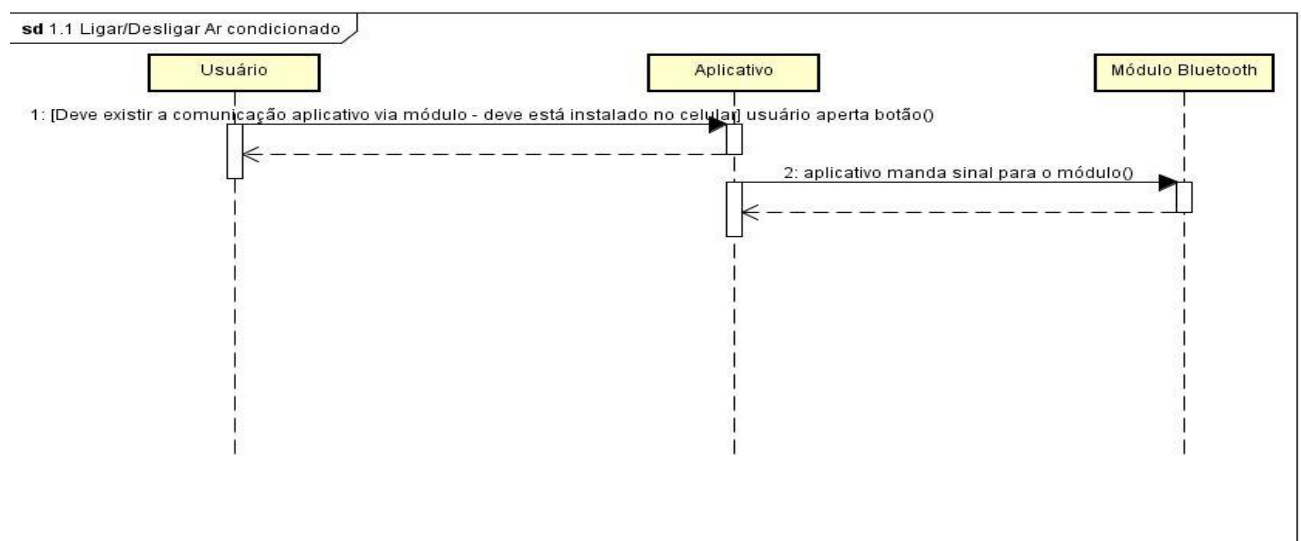 sd 1.1 Ligar/Desligar Ar condicionado
Usuário
Aplicativo
Módulo Bluetooth
1: [Deve existir a comunicação aplicativo via módulo - deve está instalado no celular] usuário aperta botão()
2: aplicativo manda sinal para o módulo()